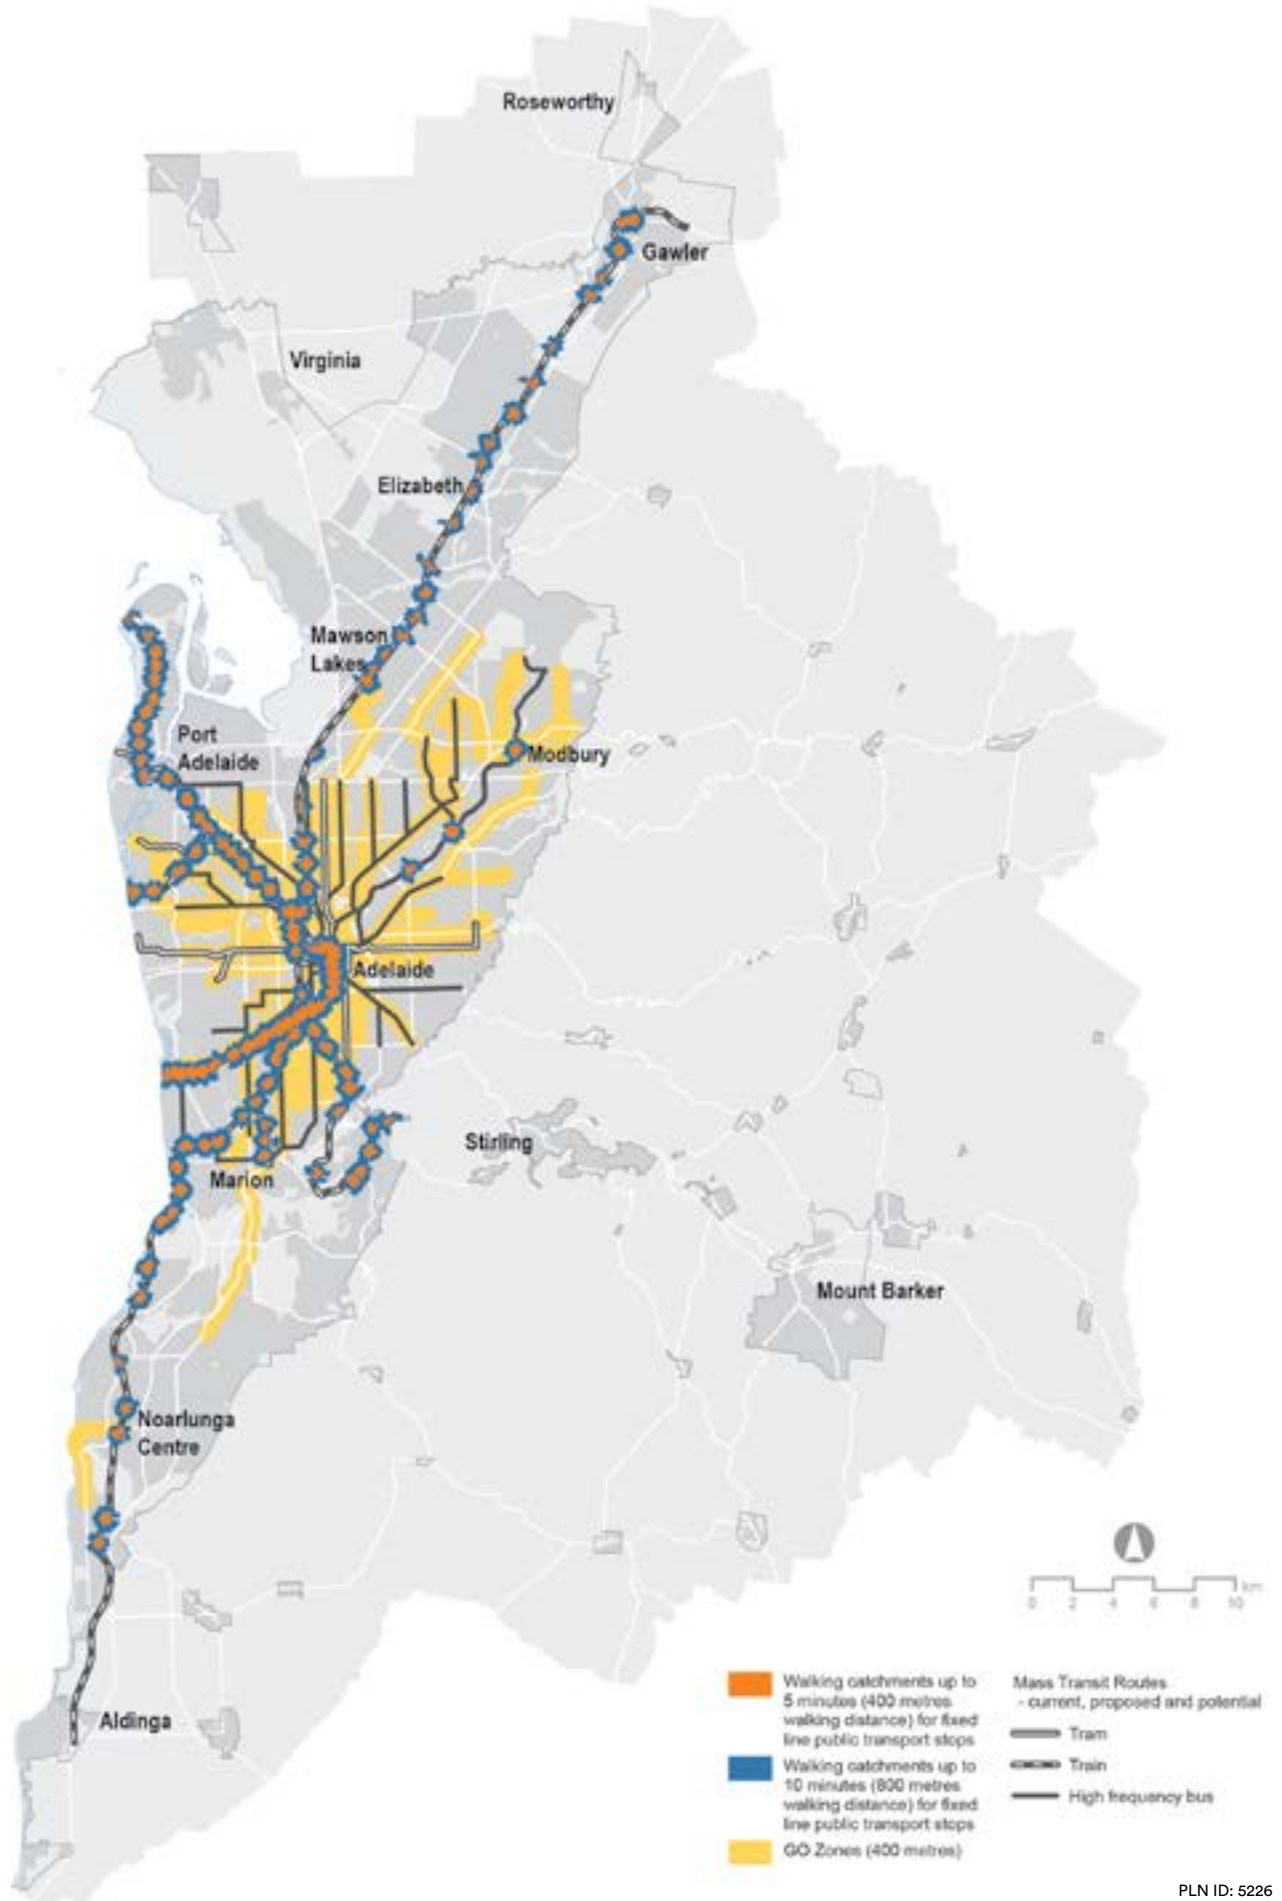 Roseworthy
Gawler
Virginia
Elizabeth
Mawson
Lakes
Port
Adelaide
Modbury
Adelaide
Stirling
Marion
Mount Barker
Noarlunga
Centre
Aldinga
km
0 2 4 6 8 10
Walking catchments up to
5 minutes (400 metres
walking distance) for fixed
line public transport stops
Walking catchments up to
10 minutes (800 metres
walking distance) for fixed
line public transport stops
GO Zones (400 metres)
Mass Transit Routes
- current, proposed and potential
Tram
Train
High frequency bus
PLN ID: 5226